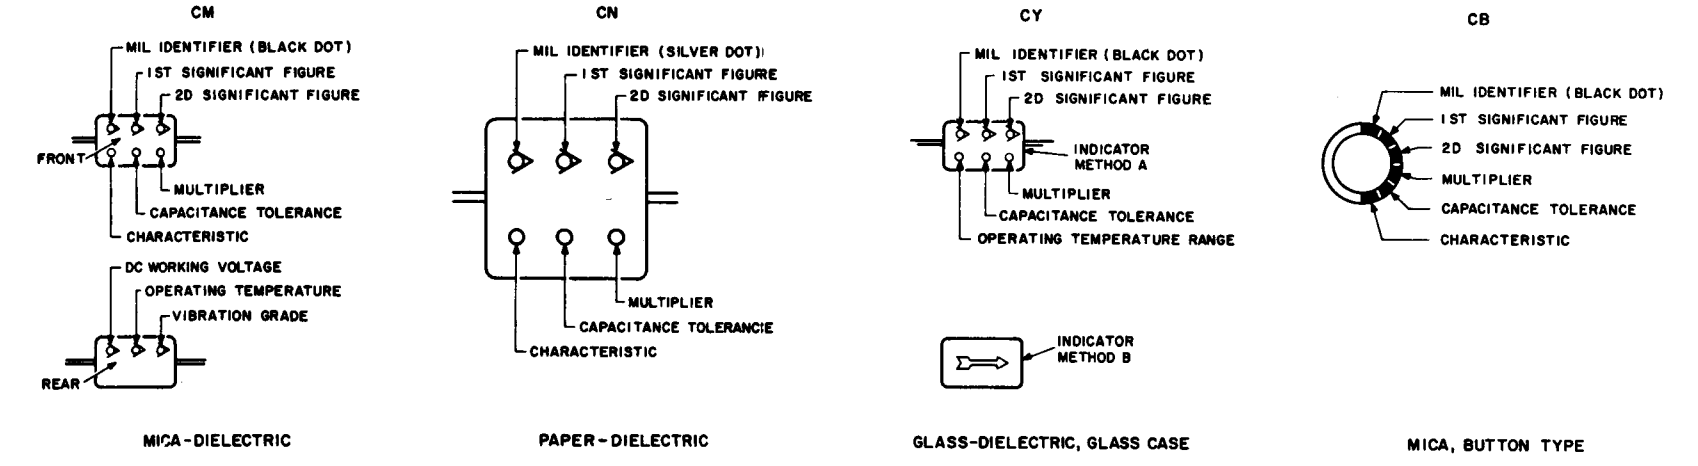 CM
MIL IDENTIFIER (BLACK DOT)
1ST SIGNIFICANT FIGURE
2D SIGNIFICANT FIGURE
FRONT
MULTIPLIER
CAPACITANCE TOLERANCE
CHARACTERISTIC
DC WORKING VOLTAGE
OPERATING TEMPERATURE
VIBRATION GRADE
REAR
MICA-DIELECTRIC
CN
MIL IDENTIFIER (SILVER DOT)
1ST SIGNIFICANT FIGURE
2D SIGNIFICANT FIGURE
MULTIPLIER
CAPACITANCE TOLERANCIE
CHARACTERISTIC
PAPER-DIELECTRIC
CY
MIL IDENTIFIER (BLACK DOT)
1ST SIGNIFICANT FIGURE
2D SIGNIFICANT FIGURE
INDICATOR
METHOD A
MULTIPLIER
CAPACITANCE TOLERANCE
OPERATING TEMPERATURE RANGE
INDICATOR
METHOD B
GLASS-DIELECTRIC, GLASS CASE
CB
MIL IDENTIFIER (BLACK DOT)
1ST SIGNIFICANT FIGURE
2D SIGNIFICANT FIGURE
MULTIPLIER
CAPACITANCE TOLERANCE
CHARACTERISTIC
MICA, BUTTON TYPE